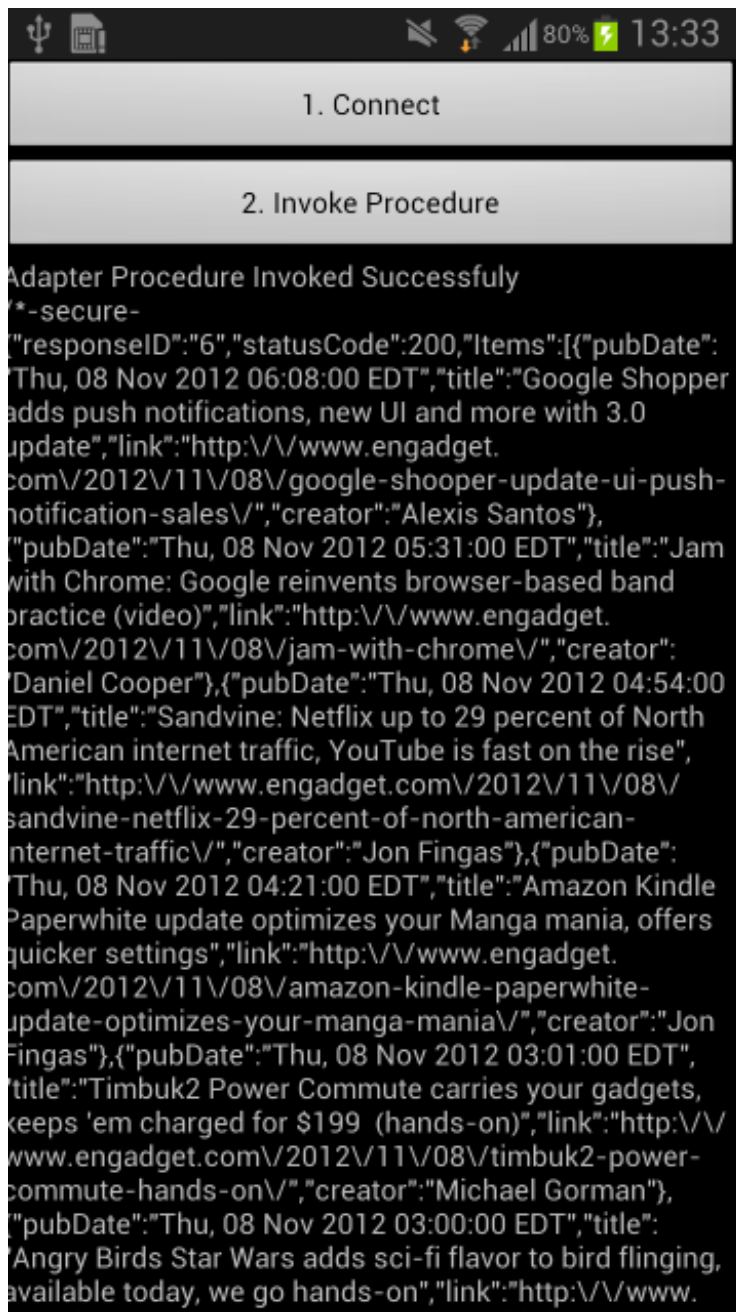 80% 13:33
1. Connect
2. Invoke Procedure
Adapter Procedure Invoked Successfuly
/*-secure-
{"responseID":"6","statusCode":200,"Items":[{"pubDate":
"Thu, 08 Nov 2012 06:08:00 EDT","title":"Google Shopper
adds push notifications, new UI and more with 3.0
update","link":"http:\/\/www.engadget.
com\/2012\/11\/08\/google-shooper-update-ui-push-
notification-sales\/","creator":"Alexis Santos"},
{"pubDate":"Thu, 08 Nov 2012 05:31:00 EDT","title":"Jam
with Chrome: Google reinvents browser-based band
practice (video)","link":"http:\/\/www.engadget.
com\/2012\/11\/08\/jam-with-chrome\/","creator":
"Daniel Cooper"},{"pubDate":"Thu, 08 Nov 2012 04:54:00
EDT","title":"Sandvine: Netflix up to 29 percent of North
American internet traffic, YouTube is fast on the rise",
"link":"http:\/\/www.engadget.com\/2012\/11\/08\/
sandvine-netflix-29-percent-of-north-american-
internet-traffic\/","creator":"Jon Fingas"},{"pubDate":
"Thu, 08 Nov 2012 04:21:00 EDT","title":"Amazon Kindle
Paperwhite update optimizes your Manga mania, offers
quicker settings","link":"http:\/\/www.engadget.
com\/2012\/11\/08\/amazon-kindle-paperwhite-
update-optimizes-your-manga-mania\/","creator":"Jon
Fingas"},{"pubDate":"Thu, 08 Nov 2012 03:01:00 EDT",
"title":"Timbuk2 Power Commute carries your gadgets,
keeps 'em charged for $199  (hands-on)","link":"http:\/\/
www.engadget.com\/2012\/11\/08\/timbuk2-power-
commute-hands-on\/","creator":"Michael Gorman"},
{"pubDate":"Thu, 08 Nov 2012 03:00:00 EDT","title":
"Angry Birds Star Wars adds sci-fi flavor to bird flinging,
available today, we go hands-on","link":"http:\/\/www.